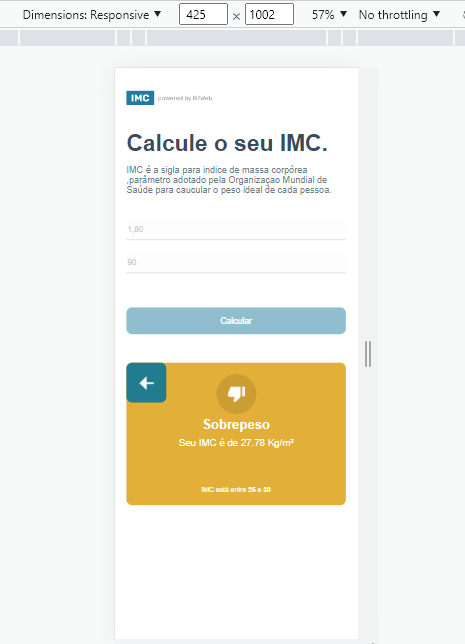 Dimensions: Responsive ▼ 425 × 1002 57% ▼ No throttling ▼
IMC powered by B7Web
Calcule o seu IMC.
IMC é a sigla para indice de massa corpórea
,parâmetro adotado pela Organizaçao Mundial de
Saúde para caucular o peso ideal de cada pessoa.
1,80
90
Calcular
Sobrepeso
Seu IMC é de 27.78 Kg/m²
IMC está entre 25 e 30